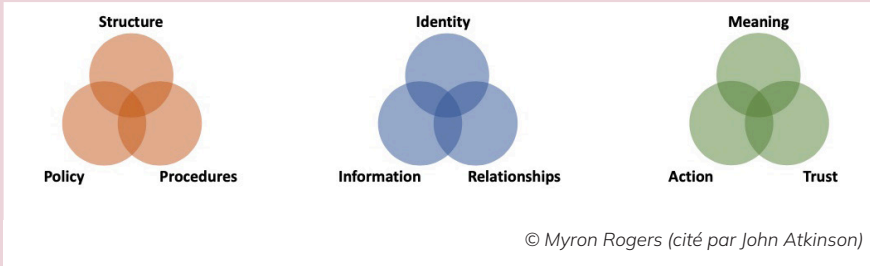 Structure
Policy
Procedures
Identity
Information
Relationships
Meaning
Action
Trust
© Myron Rogers (cité par John Atkinson)